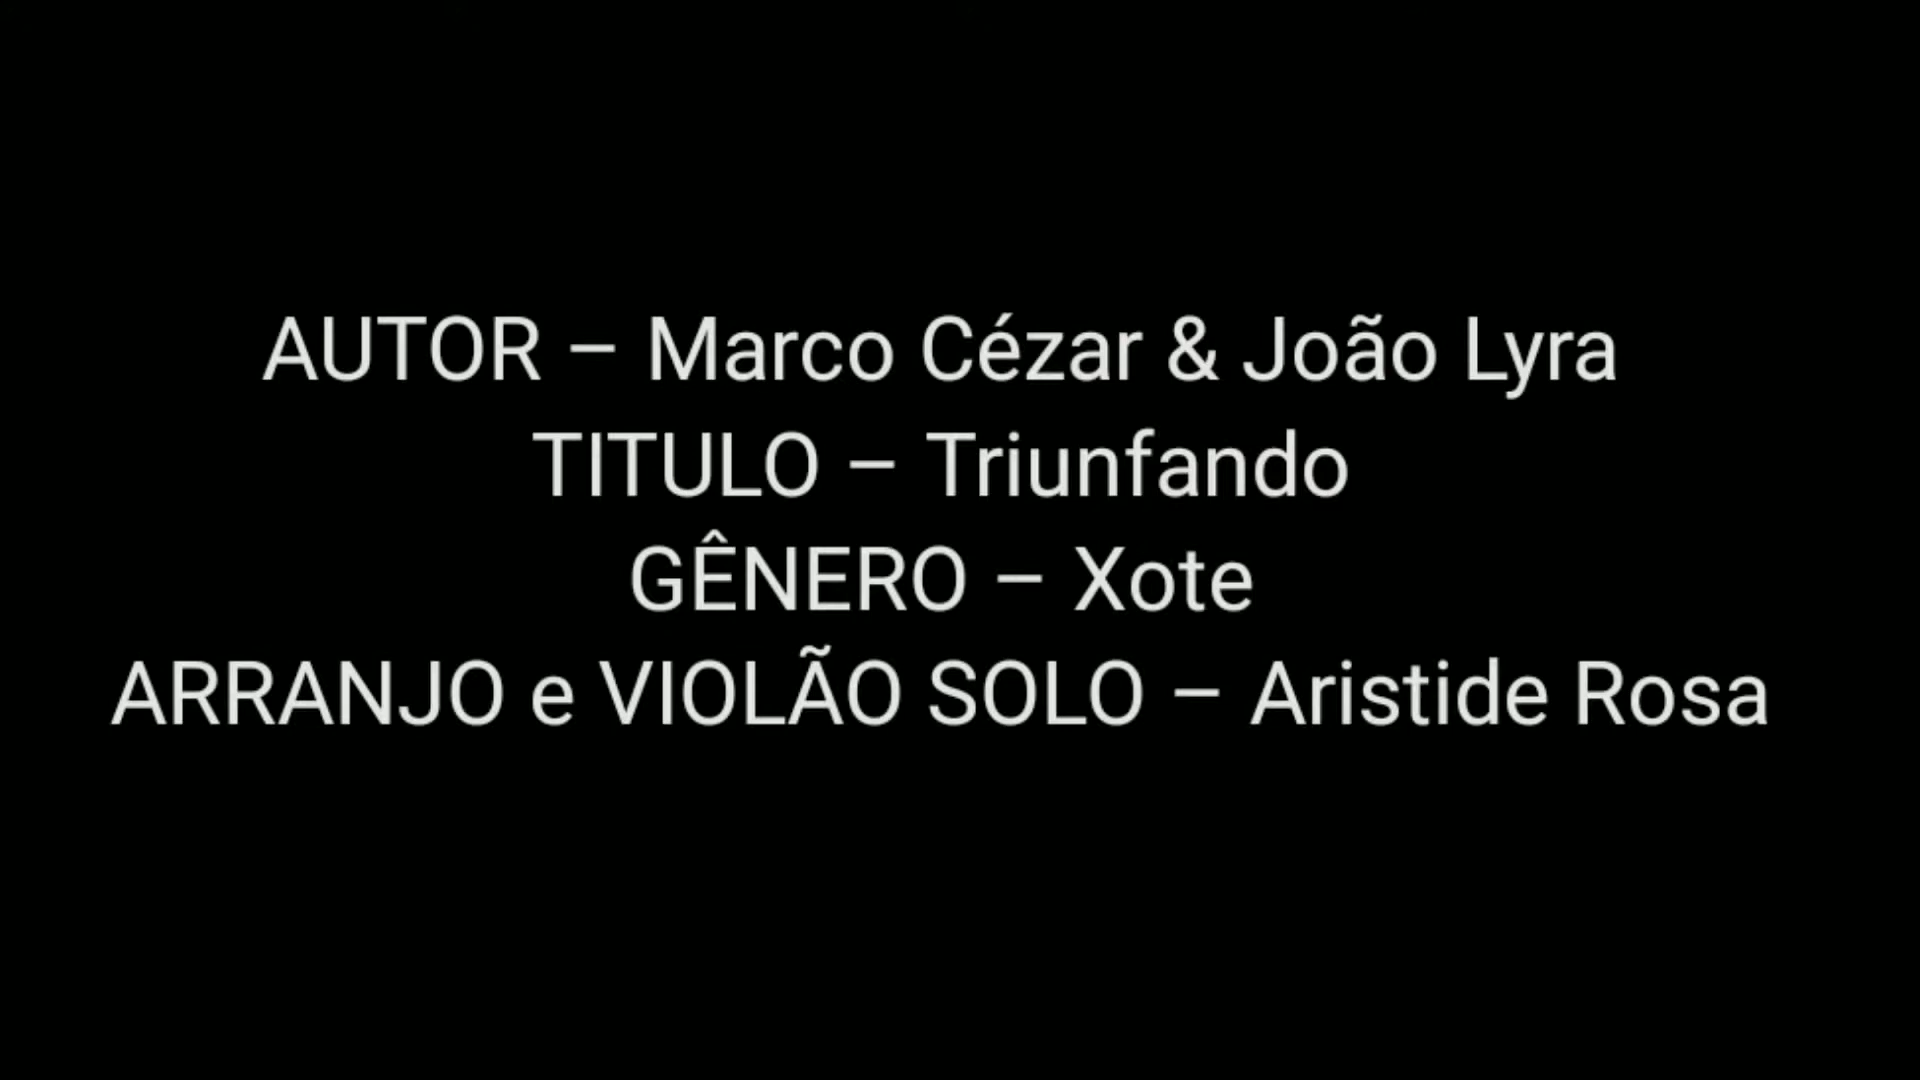 AUTOR – Marco Cézar & João Lyra
TITULO – Triunfando
GÊNERO – Xote
ARRANJO e VIOLÃO SOLO – Aristide Rosa